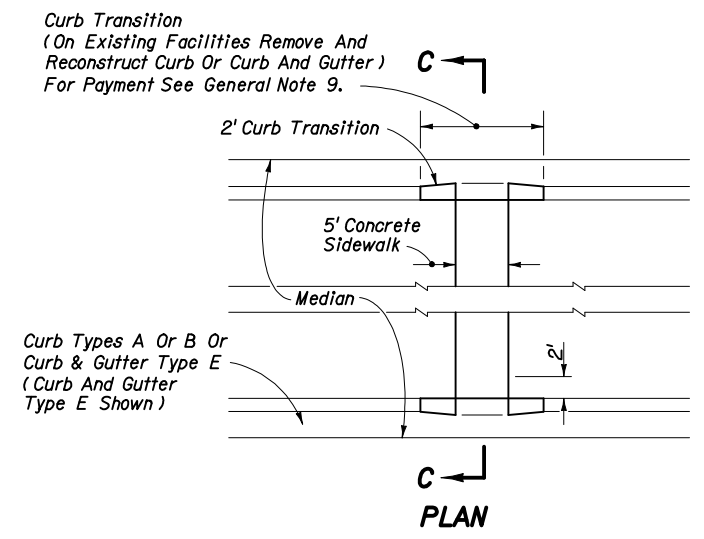 Curb Transition
(On Existing Facilities Remove And
Reconstruct Curb Or Curb And Gutter)
For Payment See General Note 9.
C
2' Curb Transition
5' Concrete
Sidewalk
Median
Curb Types A Or B Or
Curb & Gutter Type E
(Curb And Gutter
Type E Shown)
2'
C
PLAN